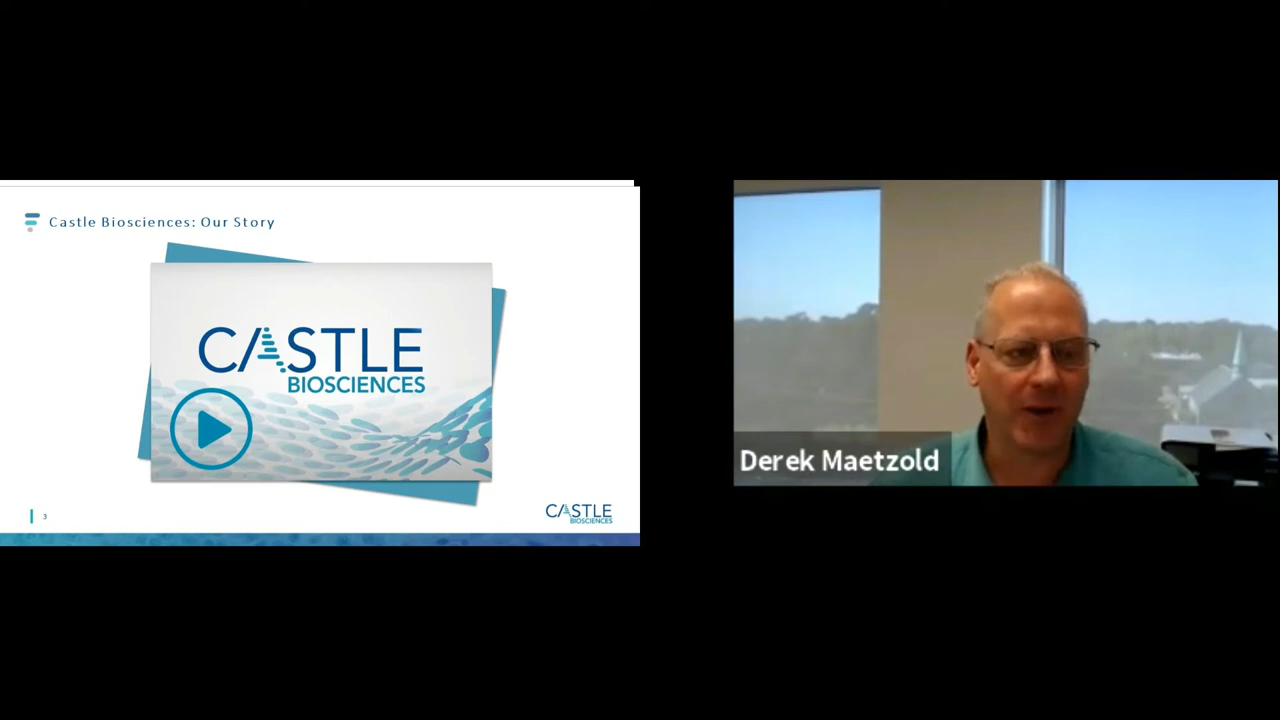 Castle Biosciences: Our Story
CASTLE
BIOSCIENCES
3
CASTLE
BIOSCIENCES
Derek Maetzold